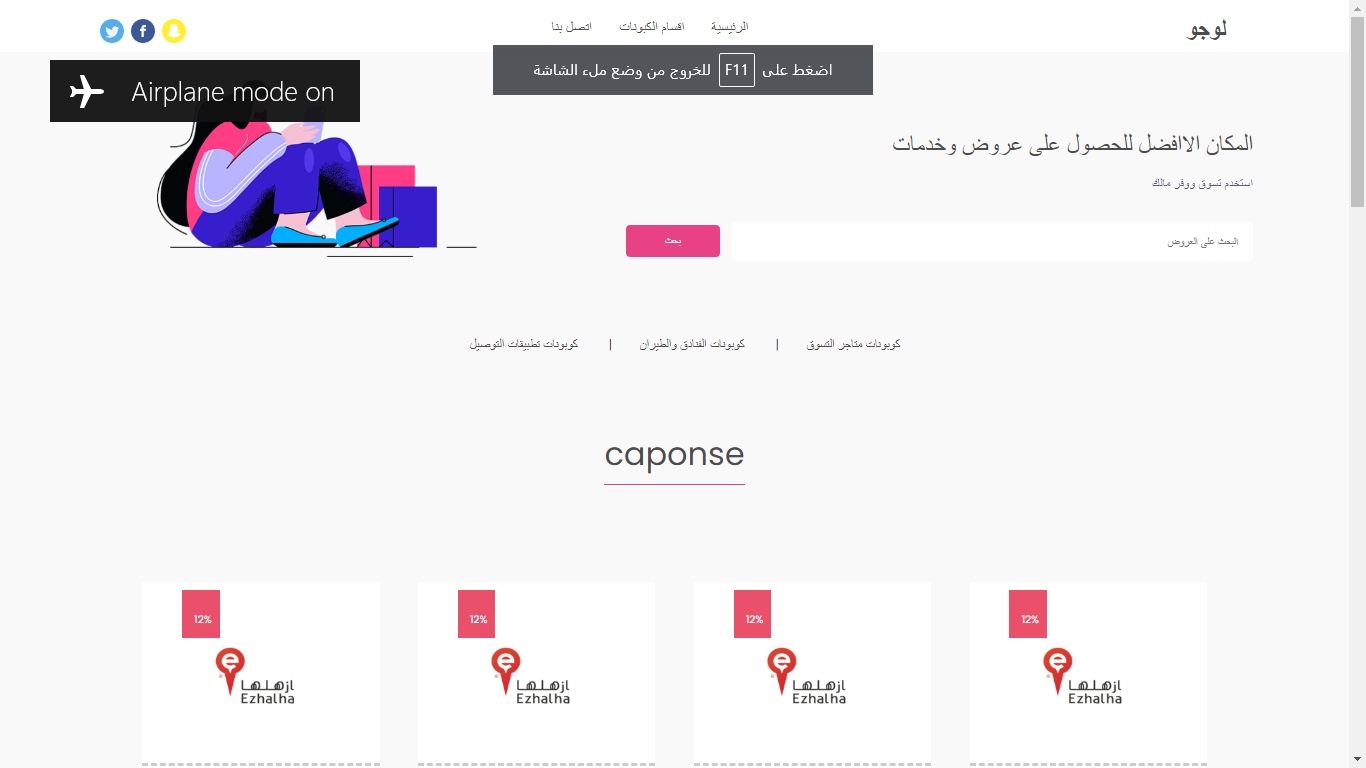 لوجو
الرئيسية
اقسام الكبونات
اتصل بنا
اضغط على F11 للخروج من وضع ملء الشاشة
Airplane mode on
المكان الاافضل للحصول على عروض وخدمات
استخدم تسوق ووفر مالك
البحث على العروض
بحث
كوبونات متاجر التسوق | كوبونات الفنادق والطيران | كوبونات تطبيقات التوصيل
caponse
12%
ازهلها
Ezhalha
12%
ازهلها
Ezhalha
12%
ازهلها
Ezhalha
12%
ازهلها
Ezhalha